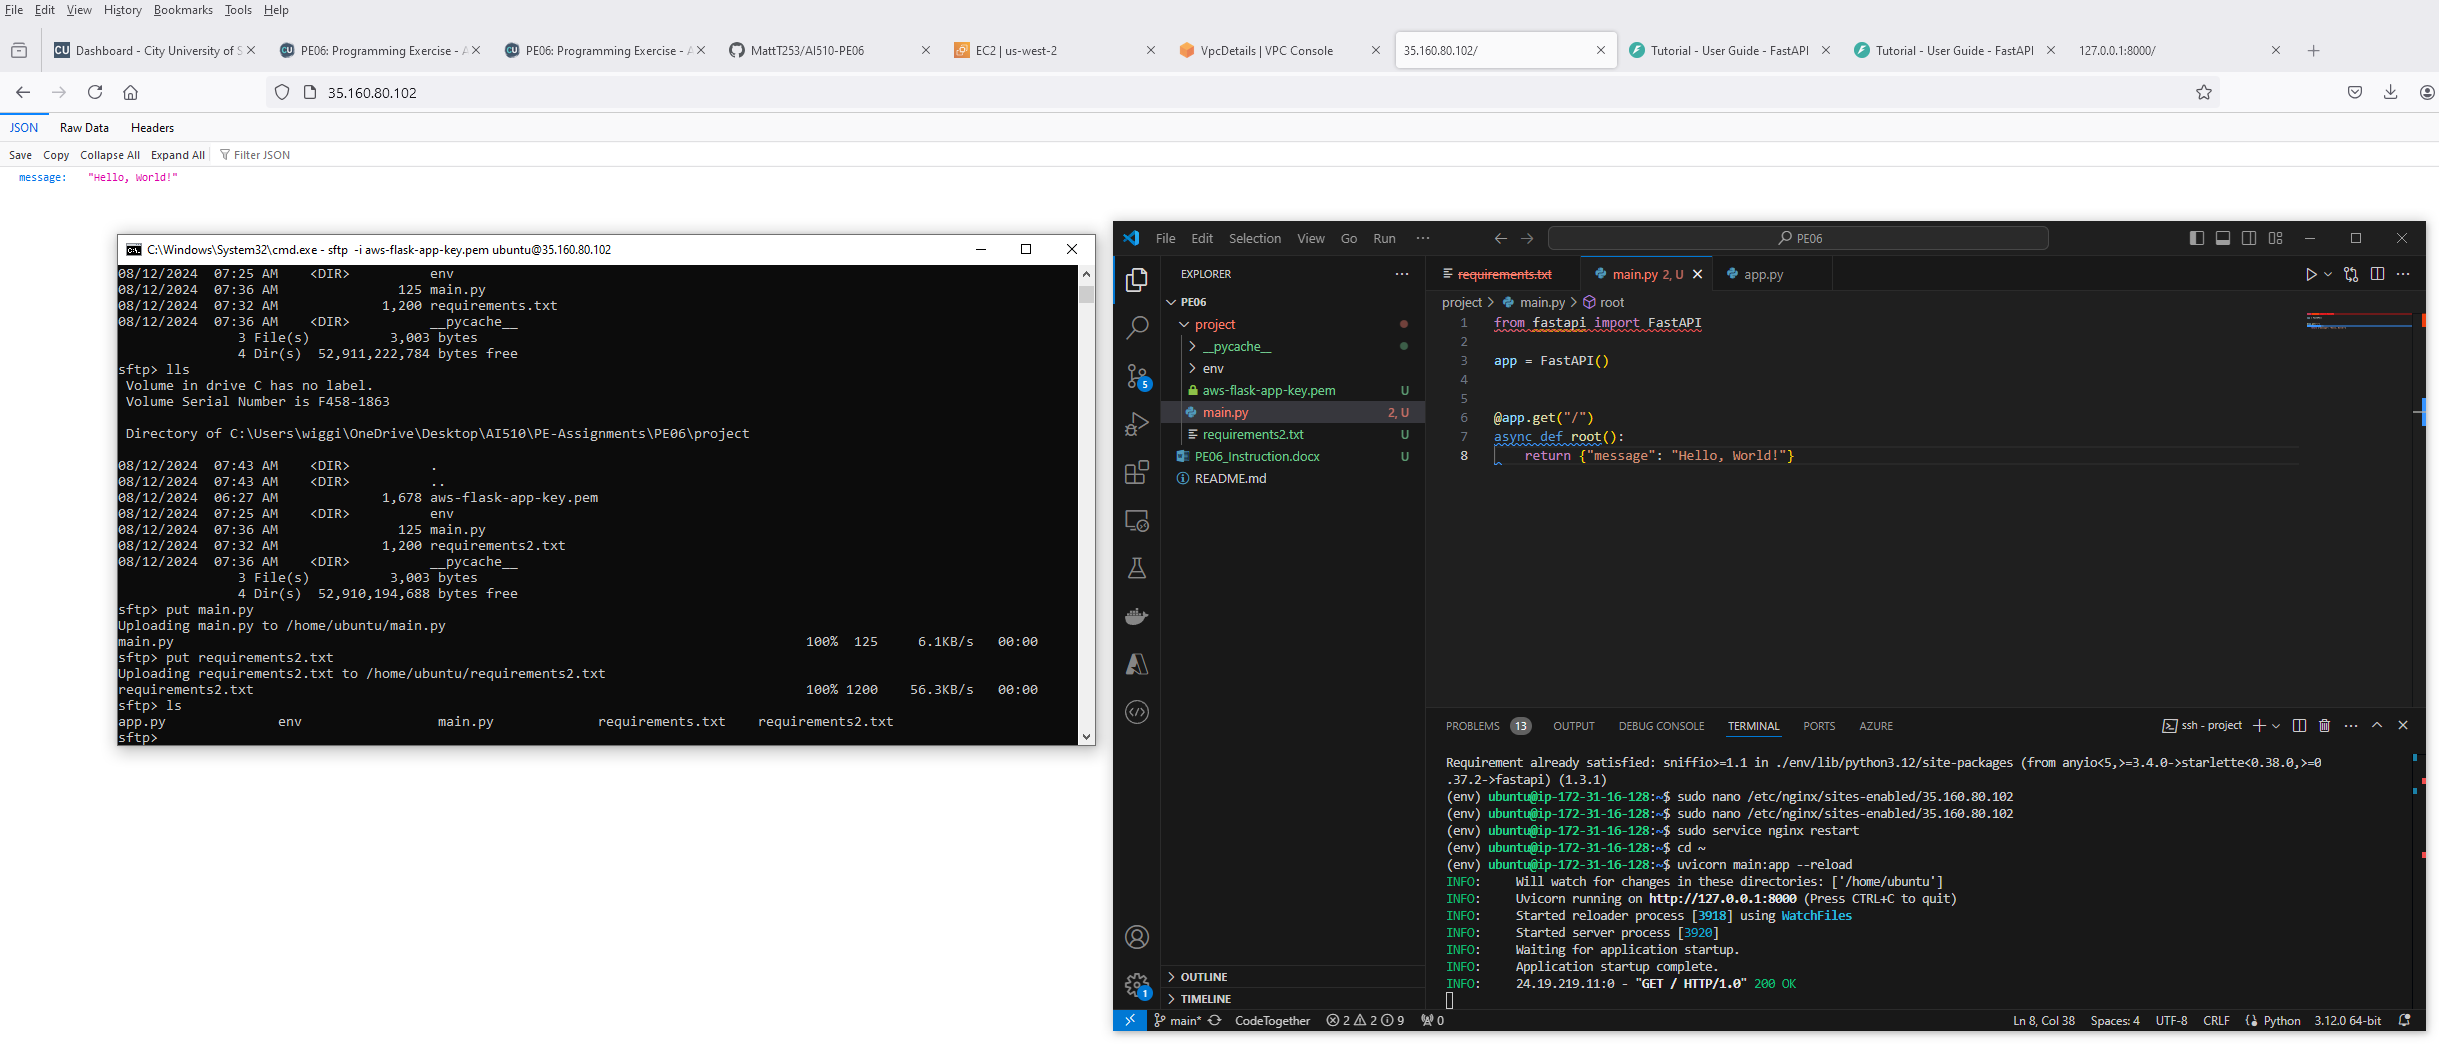 File Edit View History Bookmarks Tools Help
CU Dashboard - City University of S
PE06: Programming Exercise - A
PE06: Programming Exercise - A
MattT253/AI510-PE06
EC2 | us-west-2
VpcDetails | VPC Console
35.160.80.102/
Tutorial - User Guide - FastAPI
Tutorial - User Guide - FastAPI
127.0.0.1:8000/
35.160.80.102
JSON Raw Data Headers
Save Copy Collapse All Expand All Filter JSON
message: "Hello, World!"
C:\Windows\System32\cmd.exe - sftp -i aws-flask-app-key.pem ubuntu@35.160.80.102
08/12/2024 07:25 AM <DIR> env
08/12/2024 07:36 AM 125 main.py
08/12/2024 07:32 AM 1,200 requirements.txt
08/12/2024 07:36 AM <DIR> __pycache__
3 File(s) 3,003 bytes
4 Dir(s) 52,911,222,784 bytes free
sftp> lls
Volume in drive C has no label.
Volume Serial Number is F458-1863
Directory of C:\Users\wiggi\OneDrive\Desktop\AI510\PE-Assignments\PE06\project
08/12/2024 07:43 AM <DIR> .
08/12/2024 07:43 AM <DIR> ..
08/12/2024 06:27 AM 1,678 aws-flask-app-key.pem
08/12/2024 07:25 AM <DIR> env
08/12/2024 07:36 AM 125 main.py
08/12/2024 07:32 AM 1,200 requirements2.txt
08/12/2024 07:36 AM <DIR> __pycache__
3 File(s) 3,003 bytes
4 Dir(s) 52,910,194,688 bytes free
sftp> put main.py
Uploading main.py to /home/ubuntu/main.py
main.py 100% 125 6.1KB/s 00:00
sftp> put requirements2.txt
Uploading requirements2.txt to /home/ubuntu/requirements2.txt
requirements2.txt 100% 1200 56.3KB/s 00:00
sftp> ls
app.py env main.py requirements.txt requirements2.txt
sftp>
File Edit Selection View Go Run ··· PE06
EXPLORER ···
PE06
project
__pycache__
env
aws-flask-app-key.pem U
main.py 2, U
requirements2.txt U
PE06_Instruction.docx U
README.md
OUTLINE
TIMELINE
5
1
requirements.txt main.py 2, U app.py
project > main.py > root
1 from fastapi import FastAPI
2
3 app = FastAPI()
4
5
6 @app.get("/")
7 async def root():
8 return {"message": "Hello, World!"}
PROBLEMS 13 OUTPUT DEBUG CONSOLE TERMINAL PORTS AZURE ssh - project
Requirement already satisfied: sniffio>=1.1 in ./env/lib/python3.12/site-packages (from anyio<5,>=3.4.0->starlette<0.38.0,>=0
.37.2->fastapi) (1.3.1)
(env) ubuntu@ip-172-31-16-128:~$ sudo nano /etc/nginx/sites-enabled/35.160.80.102
(env) ubuntu@ip-172-31-16-128:~$ sudo nano /etc/nginx/sites-enabled/35.160.80.102
(env) ubuntu@ip-172-31-16-128:~$ sudo service nginx restart
(env) ubuntu@ip-172-31-16-128:~$ cd ~
(env) ubuntu@ip-172-31-16-128:~$ uvicorn main:app --reload
INFO: Will watch for changes in these directories: ['/home/ubuntu']
INFO: Uvicorn running on http://127.0.0.1:8000 (Press CTRL+C to quit)
INFO: Started reloader process [3918] using WatchFiles
INFO: Started server process [3920]
INFO: Waiting for application startup.
INFO: Application startup complete.
INFO: 24.19.219.11:0 - "GET / HTTP/1.0" 200 OK
main* CodeTogether 2 2 9 0 Ln 8, Col 38 Spaces: 4 UTF-8 CRLF Python 3.12.0 64-bit